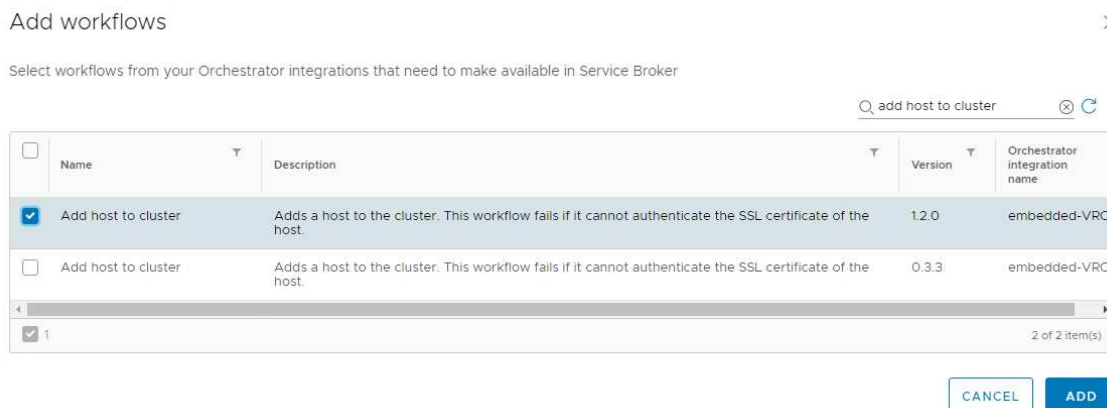 Add workflows
Select workflows from your Orchestrator integrations that need to make available in Service Broker
add host to cluster
Name
Description
Version
Orchestrator
integration
name
Add host to cluster
Adds a host to the cluster. This workflow fails if it cannot authenticate the SSL certificate of the
host.
1.2.0
embedded-VRO
Add host to cluster
Adds a host to the cluster. This workflow fails if it cannot authenticate the SSL certificate of the
host.
0.3.3
embedded-VRO
1
2 of 2 item(s)
CANCEL
ADD